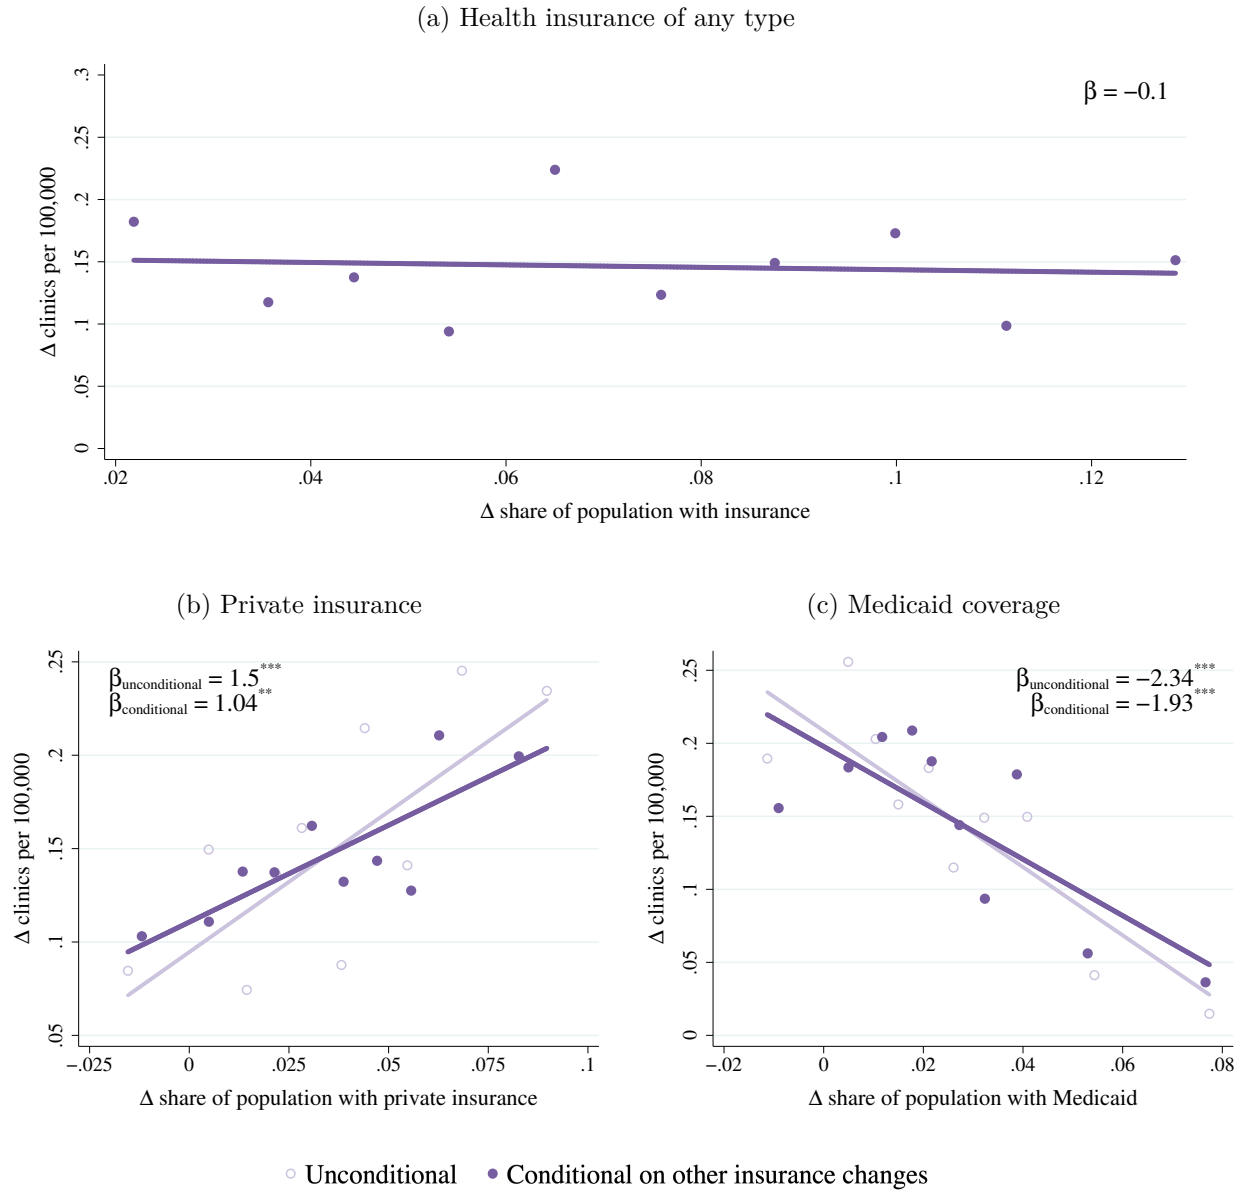 (a) Health insurance of any type
β = −0.1
Δ clinics per 100,000
.3
.25
.2
.15
.1
.05
0
.02 .04 .06 .08 .1 .12
Δ share of population with insurance
(b) Private insurance
βunconditional = 1.5***
βconditional = 1.04**
Δ clinics per 100,000
.25
.2
.15
.1
.05
−.025 0 .025 .05 .075 .1
Δ share of population with private insurance
(c) Medicaid coverage
βunconditional = −2.34***
βconditional = −1.93***
Δ clinics per 100,000
.25
.2
.15
.1
.05
0
−.02 0 .02 .04 .06 .08
Δ share of population with Medicaid
Unconditional Conditional on other insurance changes